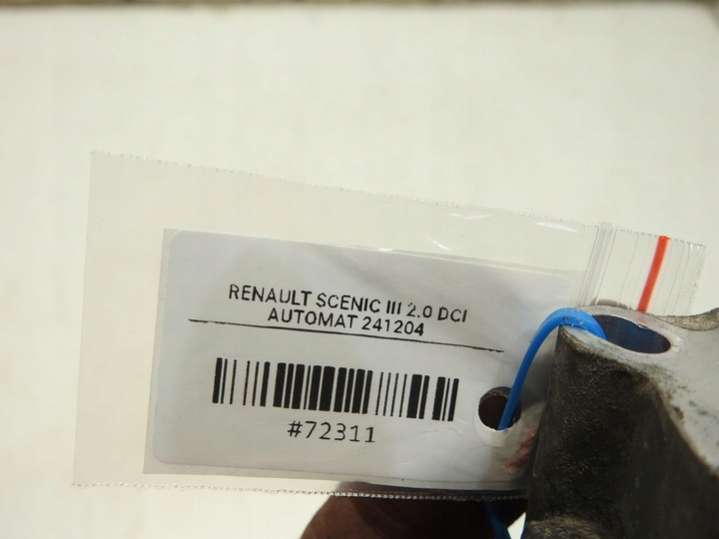 RENAULT SCENIC III 2.0 DCI
AUTOMAT 241204
#72311